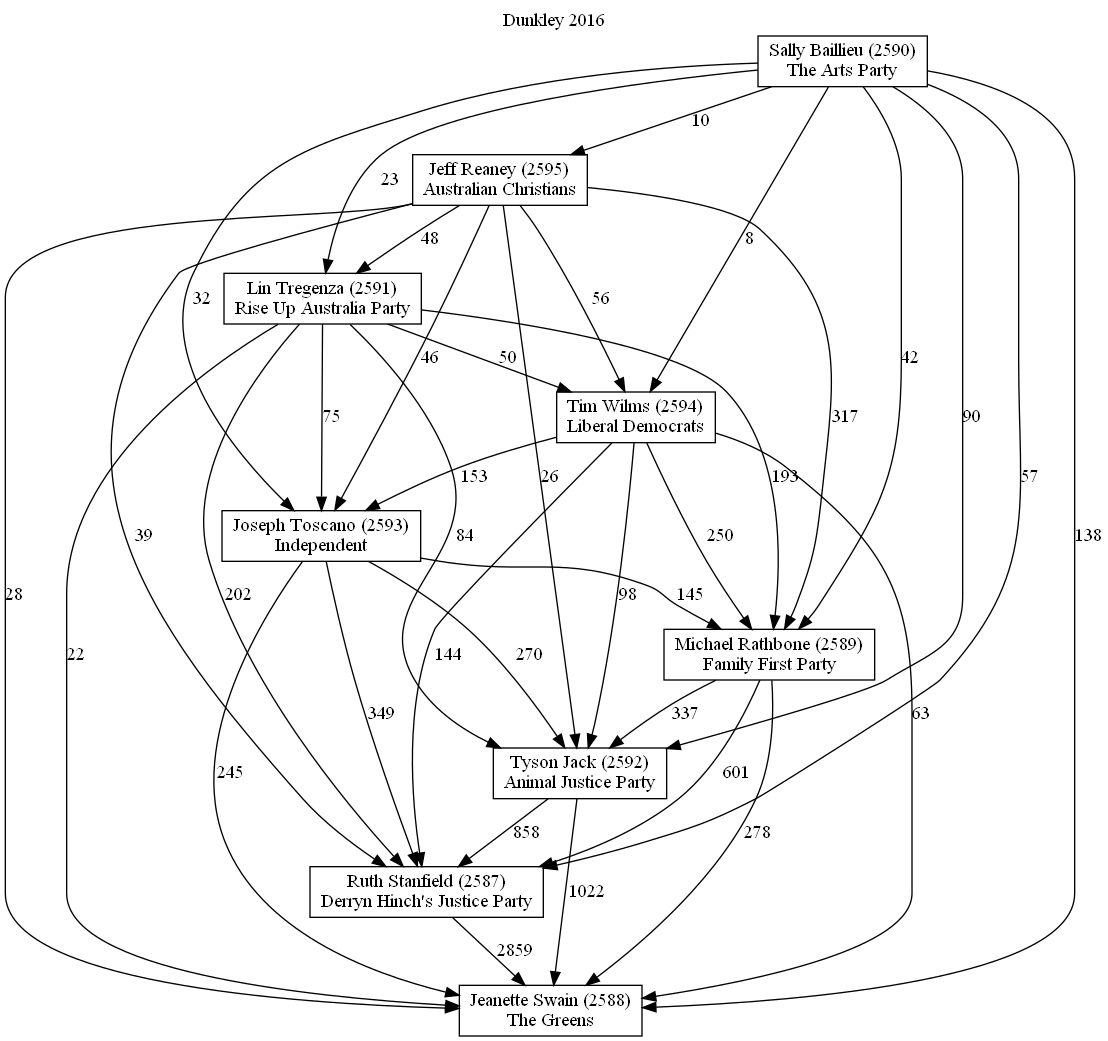 Dunkley 2016
Sally Baillieu (2590)
The Arts Party
10
Jeff Reaney (2595)
Australian Christians
23
48
8
Lin Tregenza (2591)
Rise Up Australia Party
32
56
46
50
42
Tim Wilms (2594)
Liberal Democrats
75
317
90
153
26
193
57
Joseph Toscano (2593)
Independent
39
84
250
138
28
202
98
145
22
144
270
Michael Rathbone (2589)
Family First Party
349
337
63
245
Tyson Jack (2592)
Animal Justice Party
601
858
278
Ruth Stanfield (2587)
Derryn Hinch's Justice Party
1022
2859
Jeanette Swain (2588)
The Greens